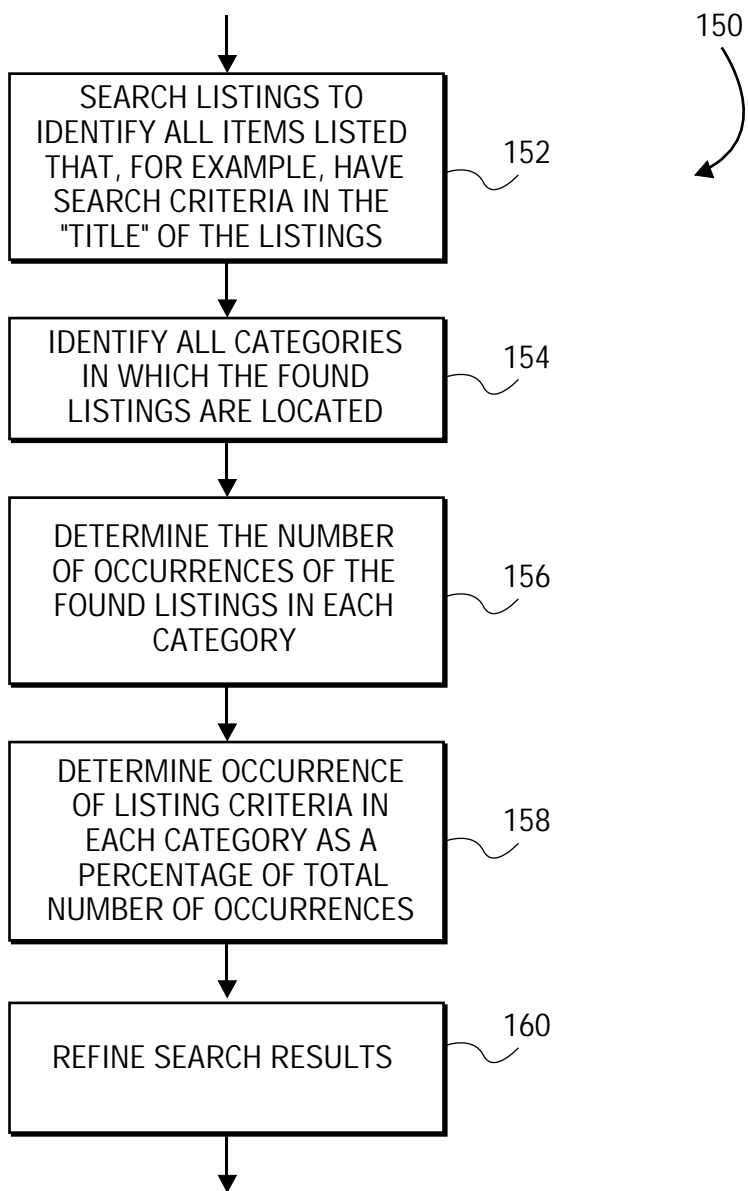 150
SEARCH LISTINGS TO
IDENTIFY ALL ITEMS LISTED
THAT, FOR EXAMPLE, HAVE
SEARCH CRITERIA IN THE
"TITLE" OF THE LISTINGS
152
IDENTIFY ALL CATEGORIES
IN WHICH THE FOUND
LISTINGS ARE LOCATED
154
DETERMINE THE NUMBER
OF OCCURRENCES OF THE
FOUND LISTINGS IN EACH
CATEGORY
156
DETERMINE OCCURRENCE
OF LISTING CRITERIA IN
EACH CATEGORY AS A
PERCENTAGE OF TOTAL
NUMBER OF OCCURRENCES
158
REFINE SEARCH RESULTS
160